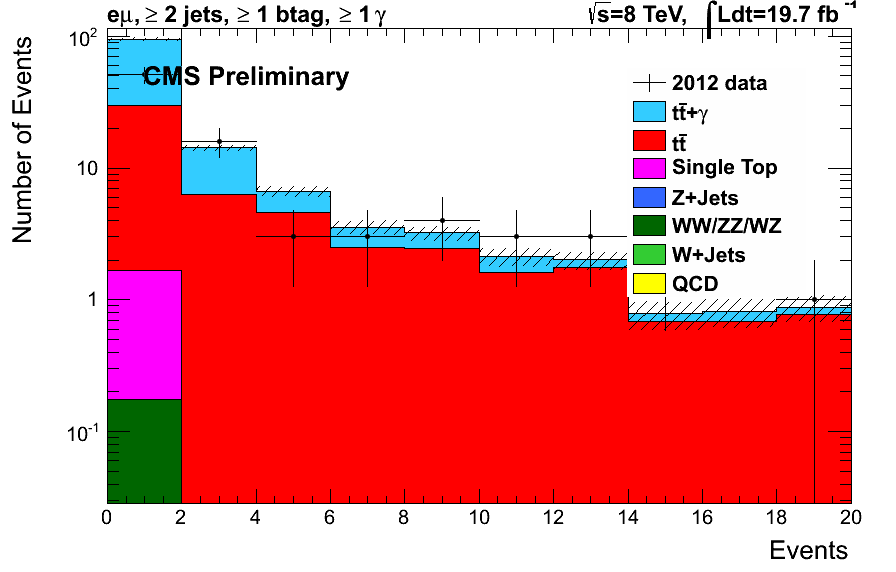 eμ, ≥ 2 jets, ≥ 1 btag, ≥ 1 γ
√s=8 TeV, ∫Ldt=19.7 fb⁻¹
CMS Preliminary
Number of Events
10²
10
1
10⁻¹
2012 data
tt̄+γ
tt̄
Single Top
Z+Jets
WW/ZZ/WZ
W+Jets
QCD
0 2 4 6 8 10 12 14 16 18 20
Events